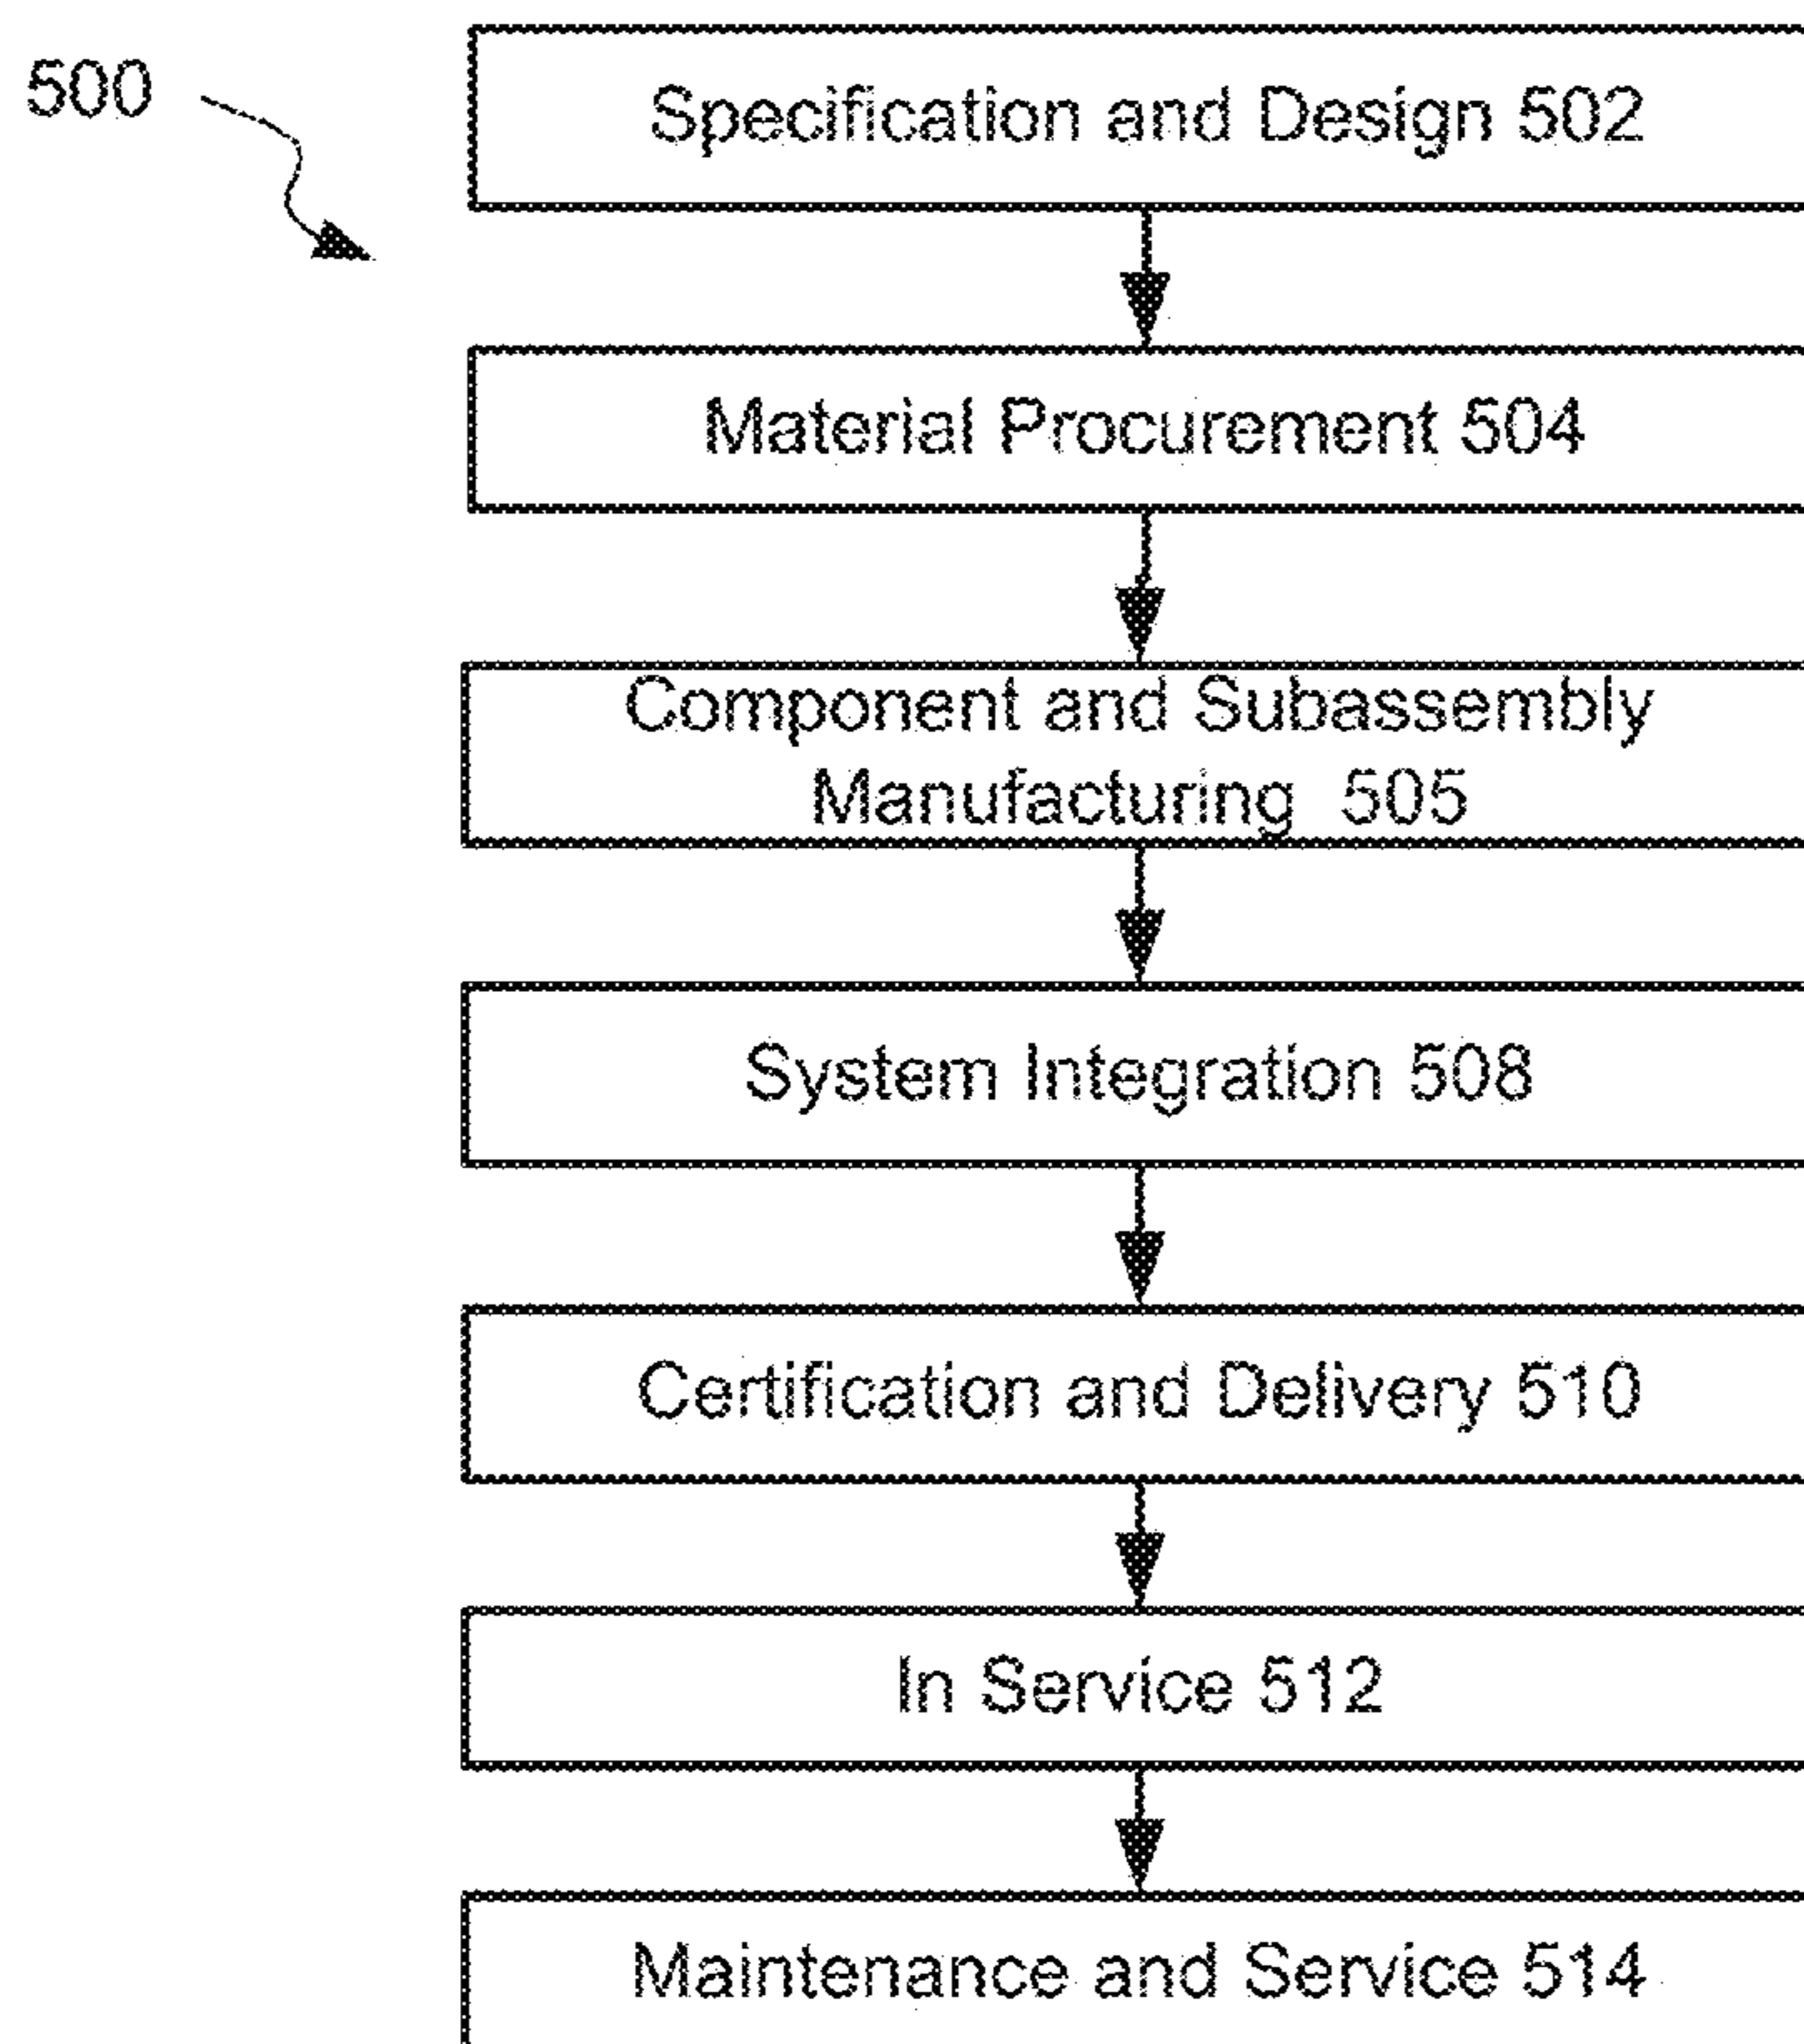 500
Specification and Design 502
Material Procurement 504
Component and Subassembly
Manufacturing 505
System Integration 508
Certification and Delivery 510
In Service 512
Maintenance and Service 514